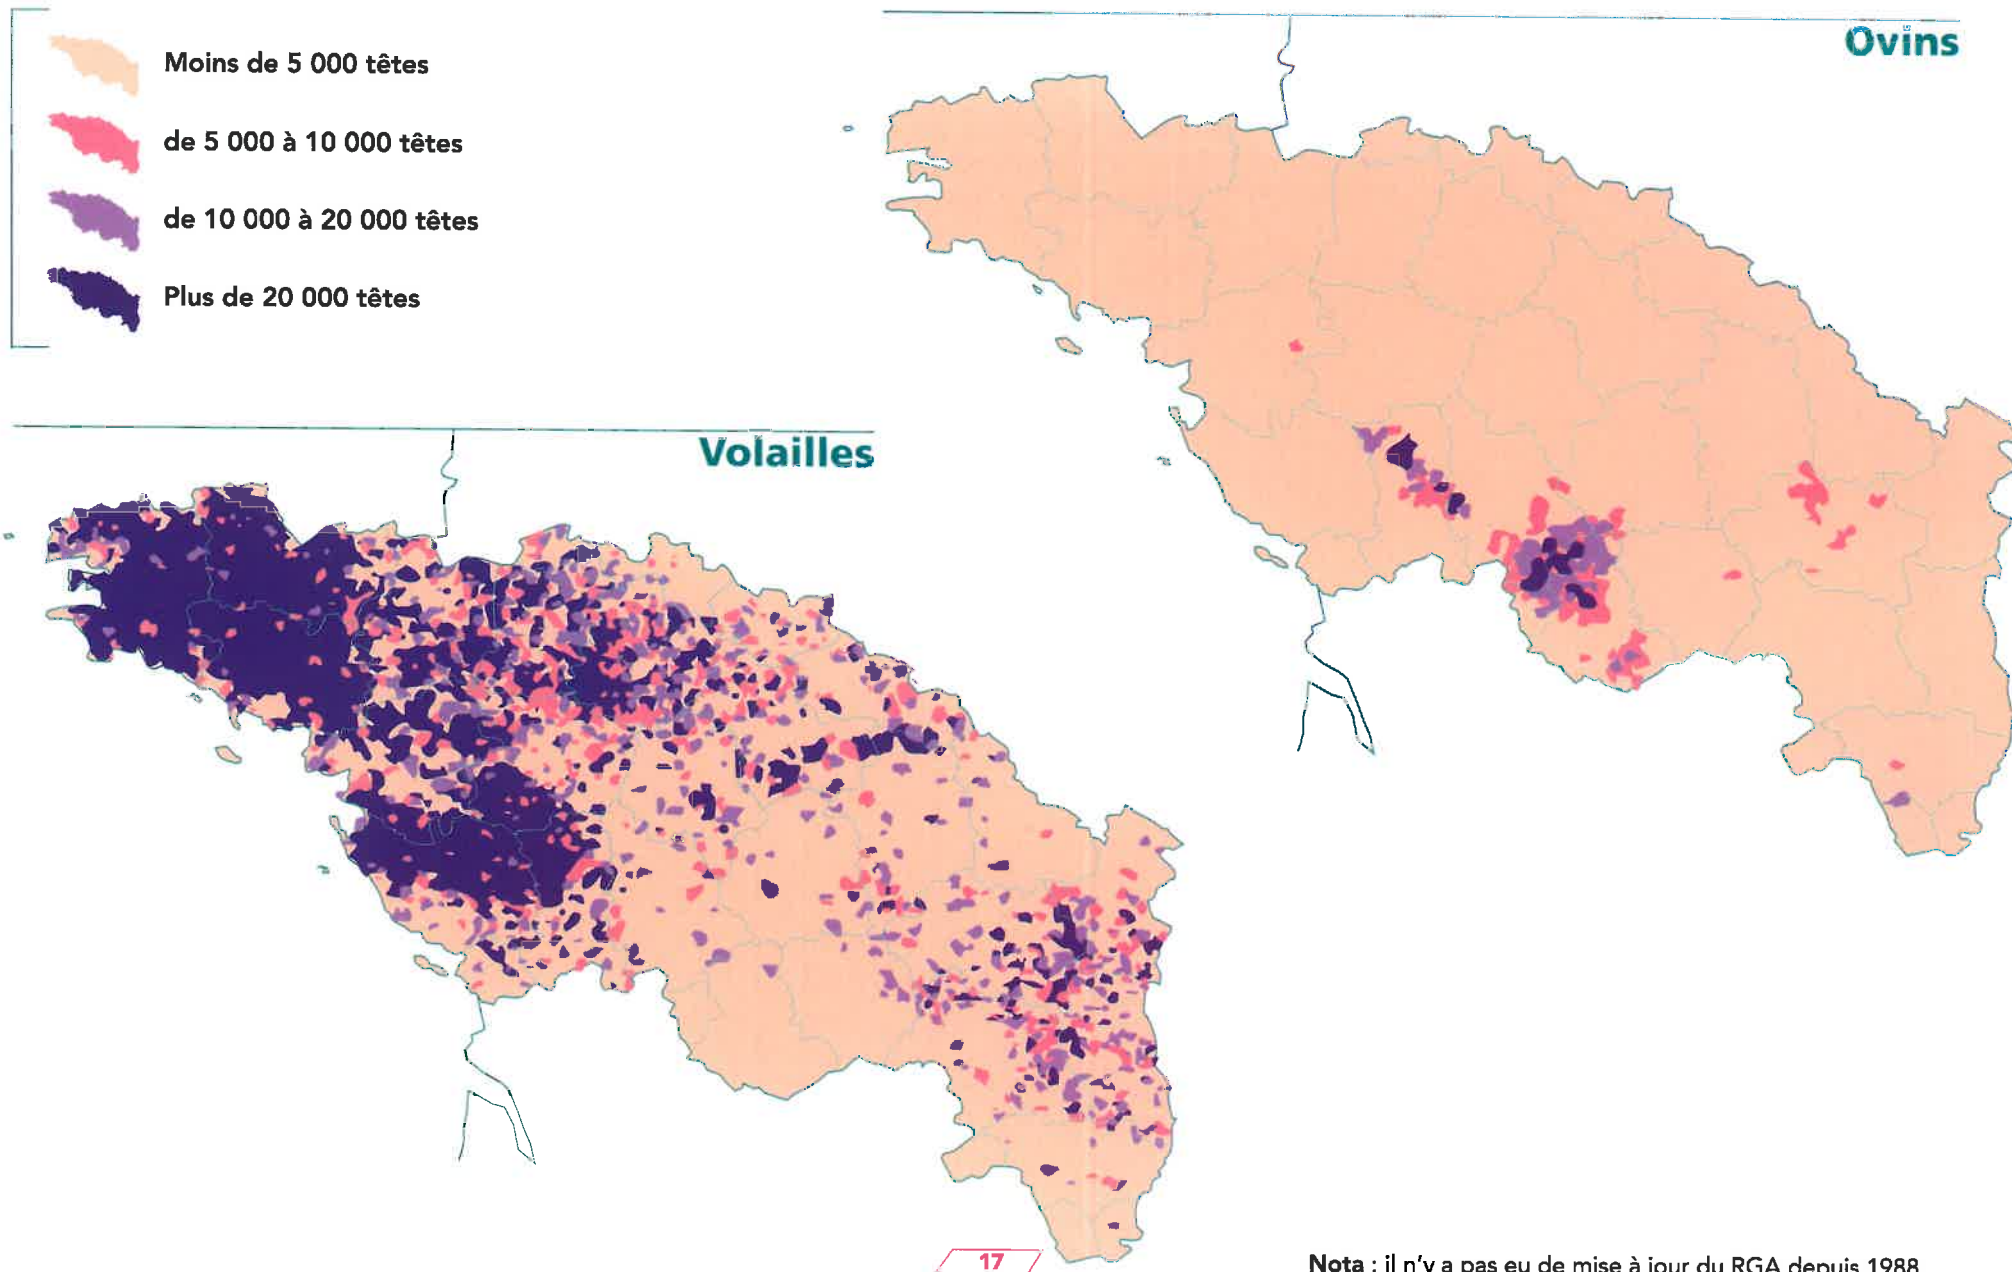 Moins de 5 000 têtes
de 5 000 à 10 000 têtes
de 10 000 à 20 000 têtes
Plus de 20 000 têtes
Ovins
Volailles
17
Nota : il n'y a pas eu de mise à jour du RGA depuis 1988